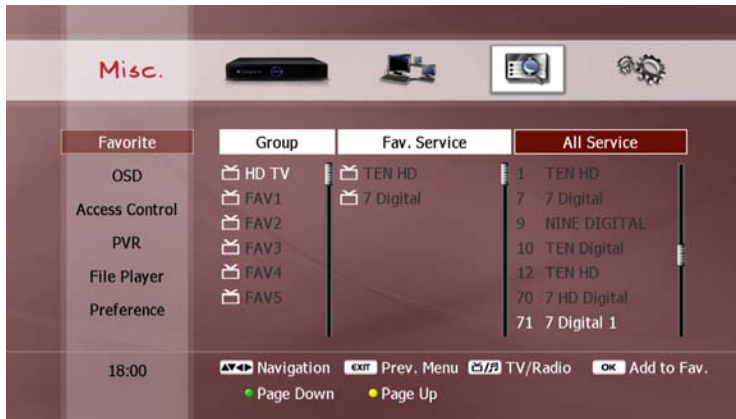 Misc.
Favorite
OSD
Access Control
PVR
File Player
Preference
18:00
Group
HD TV
FAV1
FAV2
FAV3
FAV4
FAV5
Fav. Service
TEN HD
7 Digital
All Service
1 TEN HD
7 7 Digital
9 NINE DIGITAL
10 TEN Digital
12 TEN HD
70 7 HD Digital
71 7 Digital 1
Navigation EXIT Prev. Menu TV/Radio OK Add to Fav.
Page Down Page Up